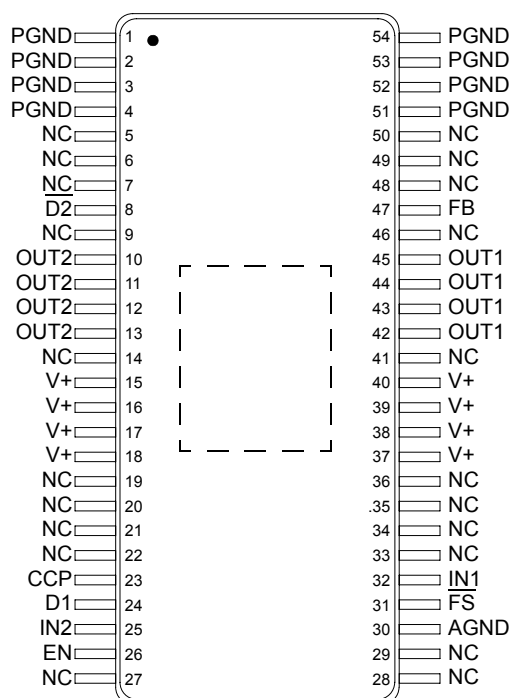 PGND 1 54 PGND
PGND 2 53 PGND
PGND 3 52 PGND
PGND 4 51 PGND
NC 5 50 NC
NC 6 49 NC
NC 7 48 NC
D2 8 47 FB
NC 9 46 NC
OUT2 10 45 OUT1
OUT2 11 44 OUT1
OUT2 12 43 OUT1
OUT2 13 42 OUT1
NC 14 41 NC
V+ 15 40 V+
V+ 16 39 V+
V+ 17 38 V+
V+ 18 37 V+
NC 19 36 NC
NC 20 .35 NC
NC 21 34 NC
NC 22 33 NC
CCP 23 32 IN1
D1 24 31 FS
IN2 25 30 AGND
EN 26 29 NC
NC 27 28 NC